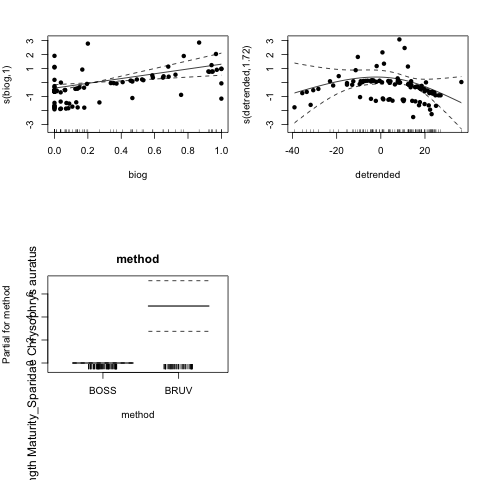 s(biog,1)
3
1
-1
-3
0.0 0.2 0.4 0.6 0.8 1.0
biog
s(detrended,1.72)
3
1
-1
-3
-40 -20 0 20
detrended
method
Partial for method
BOSS BRUV
method
ngth Maturity_Sparidae Chrysophrys auratus